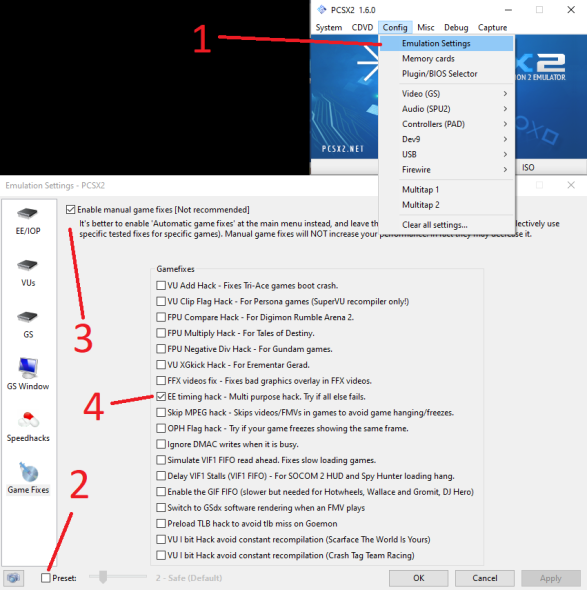 PCSX2 1.6.0
System CDVD Config Misc Debug Capture
1
Emulation Settings
Memory cards
Plugin/BIOS Selector
Video (GS)
Audio (SPU2)
Controllers (PAD)
Dev9
USB
Firewire
Multitap 1
Multitap 2
Clear all settings...
2
ION 2 EMULATOR
PCSX2.NET
ISO
Emulation Settings - PCSX2
Enable manual game fixes [Not recommended]
It's better to enable 'Automatic game fixes' at the main menu instead, and leave th
lectively use
specific tested fixes for specific games). Manual game fixes will NOT increase your performance. In fact they may decrease it.
EE/IOP
VUs
GS
GS Window
Speedhacks
Game Fixes
3
4
2
Gamefixes
VU Add Hack - Fixes Tri-Ace games boot crash.
VU Clip Flag Hack - For Persona games (SuperVU recompiler only!)
FPU Compare Hack - For Digimon Rumble Arena 2.
FPU Multiply Hack - For Tales of Destiny.
FPU Negative Div Hack - For Gundam games.
VU XGkick Hack - For Erementar Gerad.
FFX videos fix - Fixes bad graphics overlay in FFX videos.
EE timing hack - Multi purpose hack. Try if all else fails.
Skip MPEG hack - Skips videos/FMVs in games to avoid game hanging/freezes.
OPH Flag hack - Try if your game freezes showing the same frame.
Ignore DMAC writes when it is busy.
Simulate VIF1 FIFO read ahead. Fixes slow loading games.
Delay VIF1 Stalls (VIF1 FIFO) - For SOCOM 2 HUD and Spy Hunter loading hang.
Enable the GIF FIFO (slower but needed for Hotwheels, Wallace and Gromit, DJ Hero)
Switch to GSdx software rendering when an FMV plays
Preload TLB hack to avoid tlb miss on Goemon
VU I bit Hack avoid constant recompilation (Scarface The World Is Yours)
VU I bit Hack avoid constant recompilation (Crash Tag Team Racing)
Preset:
2 - Safe (Default)
OK
Cancel
Apply